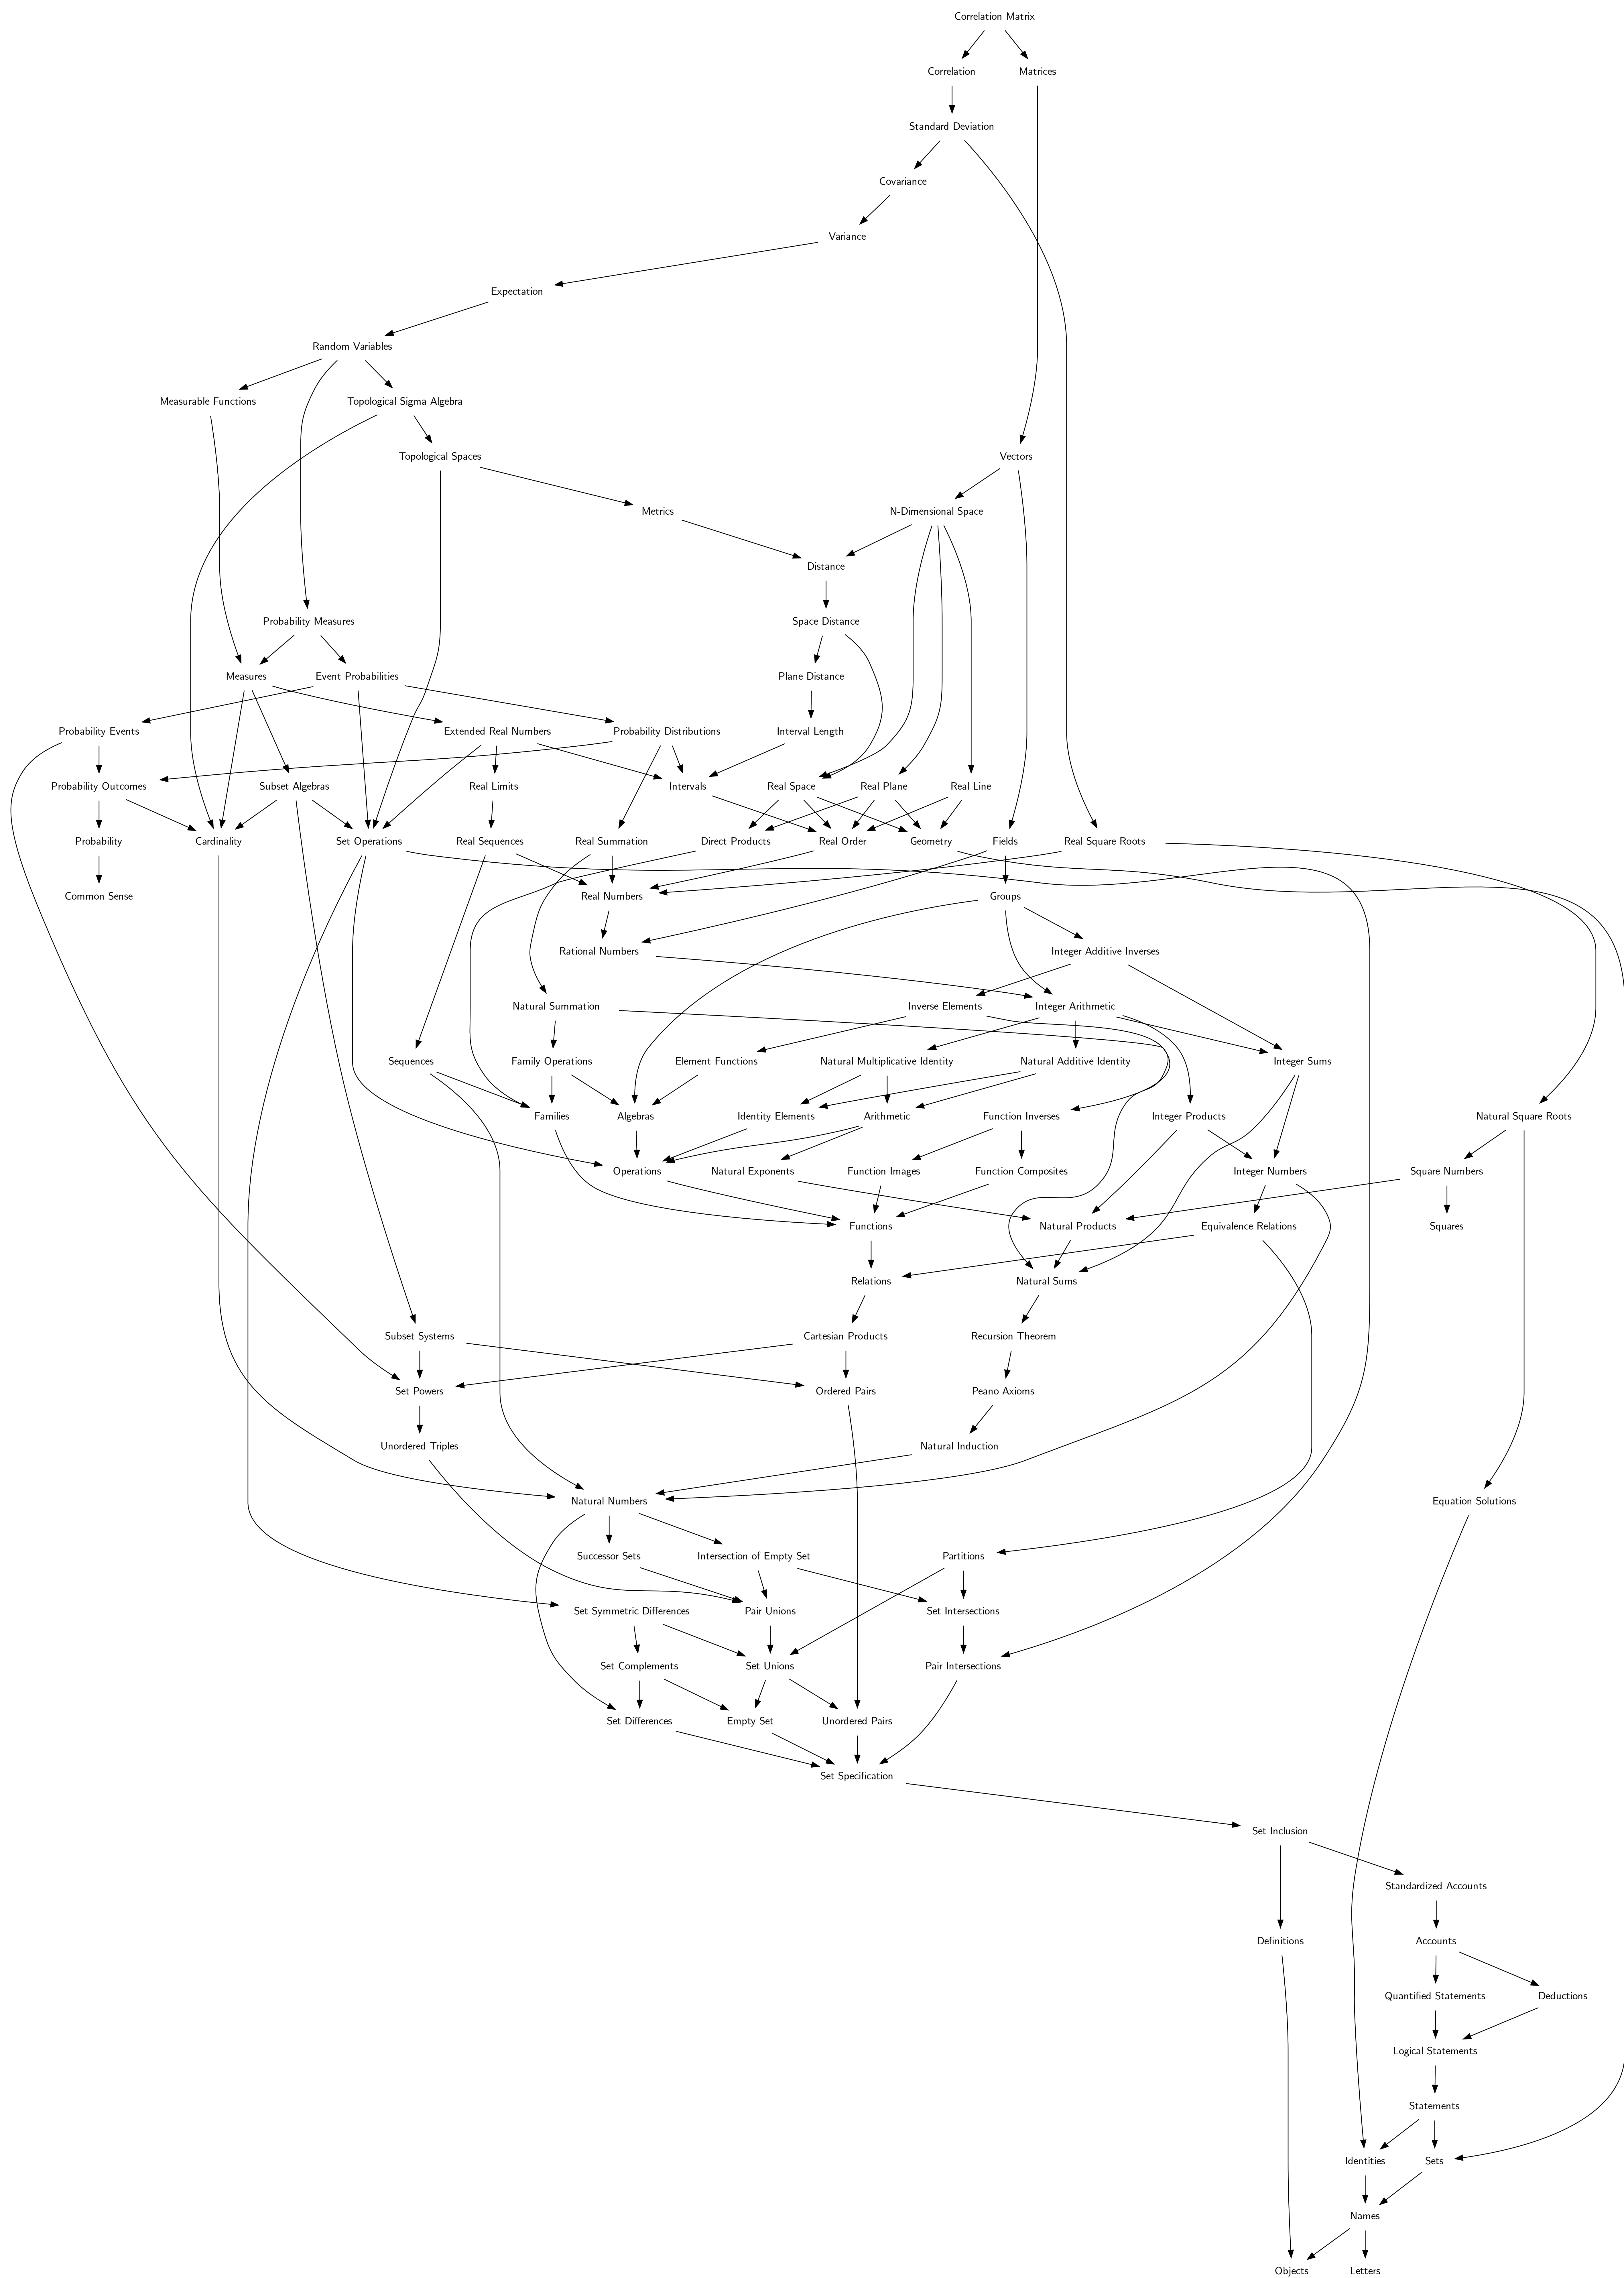 Correlation Matrix
Correlation
Matrices
Standard Deviation
Covariance
Variance
Expectation
Random Variables
Measurable Functions
Topological Sigma Algebra
Topological Spaces
Vectors
Metrics
N-Dimensional Space
Distance
Probability Measures
Space Distance
Measures
Event Probabilities
Plane Distance
Probability Events
Extended Real Numbers
Probability Distributions
Interval Length
Probability Outcomes
Subset Algebras
Real Limits
Intervals
Real Space
Real Plane
Real Line
Probability
Cardinality
Set Operations
Real Sequences
Real Summation
Direct Products
Real Order
Geometry
Fields
Real Square Roots
Common Sense
Real Numbers
Groups
Rational Numbers
Integer Additive Inverses
Natural Summation
Inverse Elements
Integer Arithmetic
Sequences
Family Operations
Element Functions
Natural Multiplicative Identity
Natural Additive Identity
Integer Sums
Families
Algebras
Identity Elements
Arithmetic
Function Inverses
Integer Products
Natural Square Roots
Operations
Natural Exponents
Function Images
Function Composites
Integer Numbers
Square Numbers
Functions
Natural Products
Equivalence Relations
Squares
Relations
Natural Sums
Subset Systems
Cartesian Products
Recursion Theorem
Set Powers
Ordered Pairs
Peano Axioms
Unordered Triples
Natural Induction
Natural Numbers
Equation Solutions
Successor Sets
Intersection of Empty Set
Partitions
Set Symmetric Differences
Pair Unions
Set Intersections
Set Complements
Set Unions
Pair Intersections
Set Differences
Empty Set
Unordered Pairs
Set Specification
Set Inclusion
Standardized Accounts
Definitions
Accounts
Quantified Statements
Deductions
Logical Statements
Statements
Identities
Sets
Names
Objects
Letters